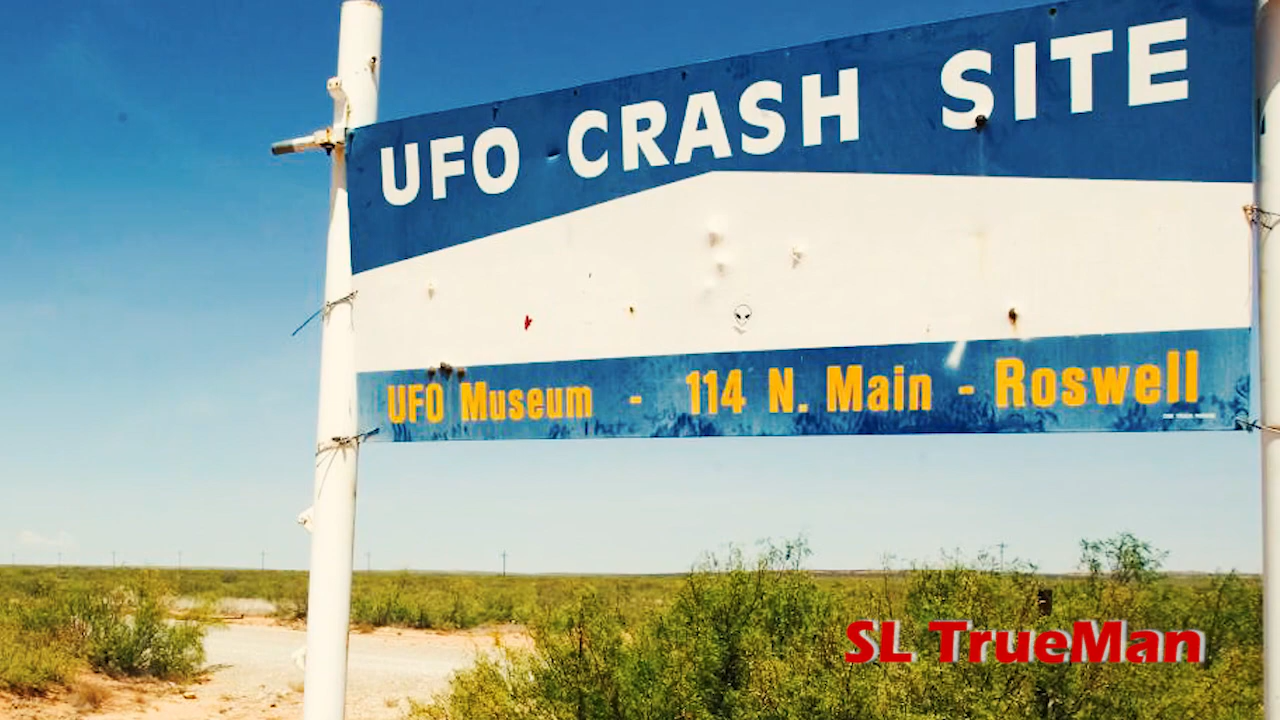 UFO CRASH SITE
UFO Museum - 114 N. Main - Roswell
SL TrueMan